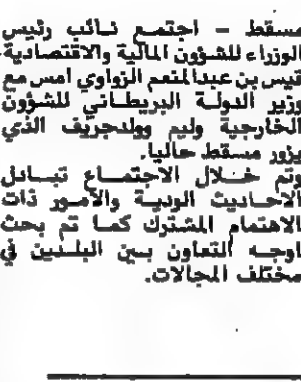 مسقط - اجتمع نائب رئيس
الوزراء للشؤون المالية والاقتصادية
قيس بن عبدالمنعم الزواوي امس مع
وزير الدولة البريطاني للشؤون
الخارجية وليم وولدجريف الذي
يزور مسقط حاليا.
وتم خلال الاجتماع تبادل
الاحاديث الودية والأمور ذات
الاهتمام المشترك كما تم بحث
اوجه التعاون بين البلدين في
مختلف المجالات.